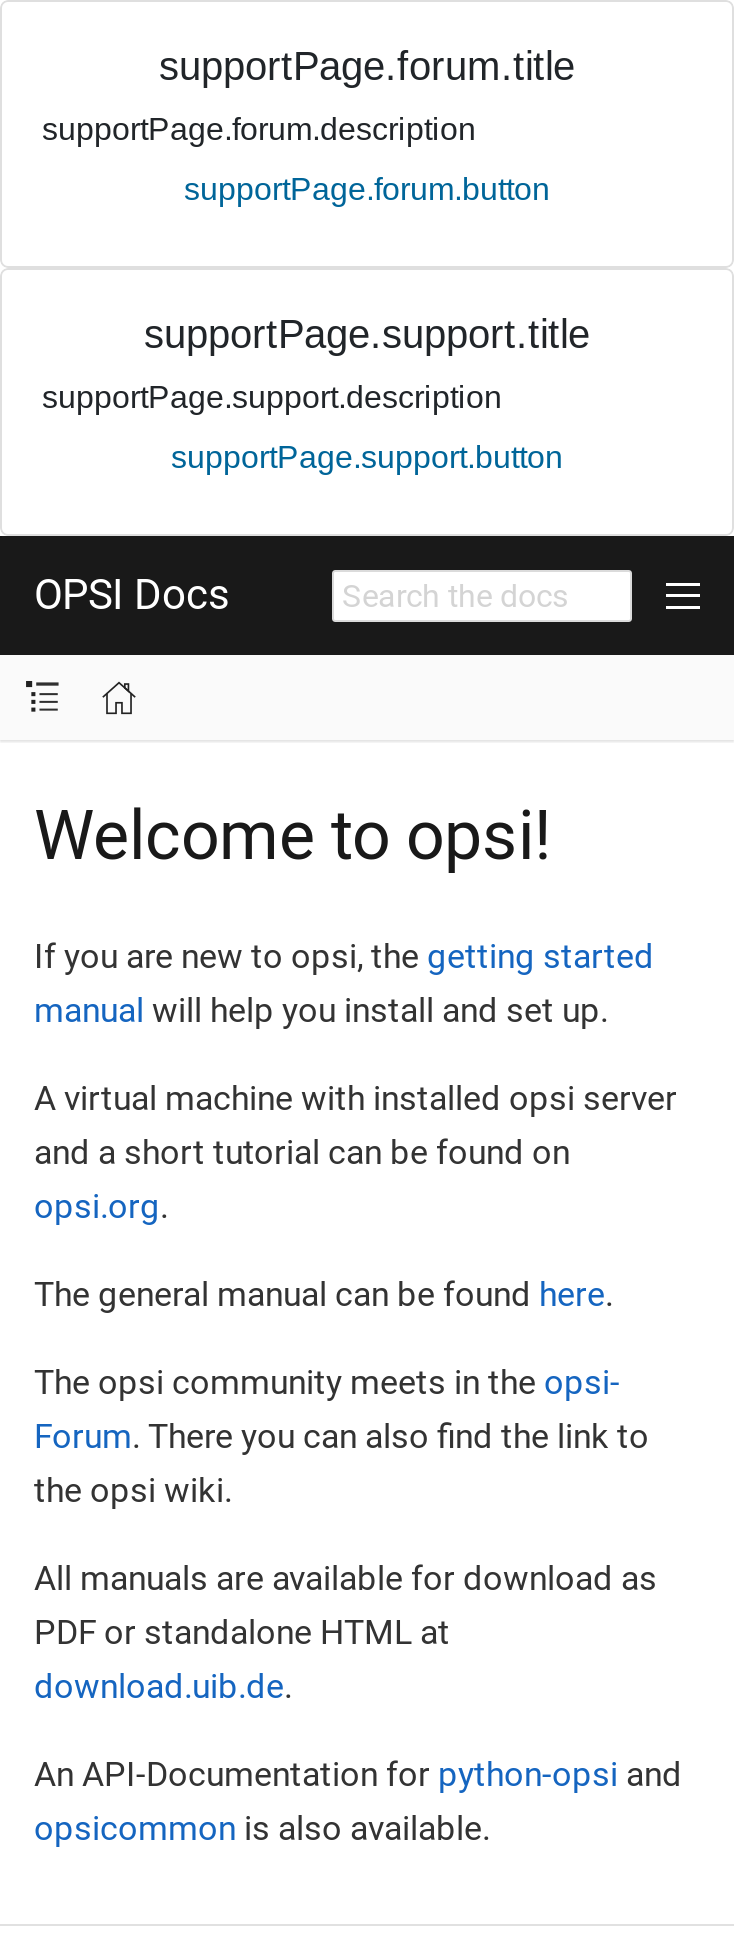 supportPage.forum.title
supportPage.forum.description
supportPage.forum.button
supportPage.support.title
supportPage.support.description
supportPage.support.button
OPSI Docs
Search the docs
Welcome to opsi!
If you are new to opsi, the getting started
manual will help you install and set up.
A virtual machine with installed opsi server
and a short tutorial can be found on
opsi.org.
The general manual can be found here.
The opsi community meets in the opsi-
Forum. There you can also find the link to
the opsi wiki.
All manuals are available for download as
PDF or standalone HTML at
download.uib.de.
An API-Documentation for python-opsi and
opsicommon is also available.